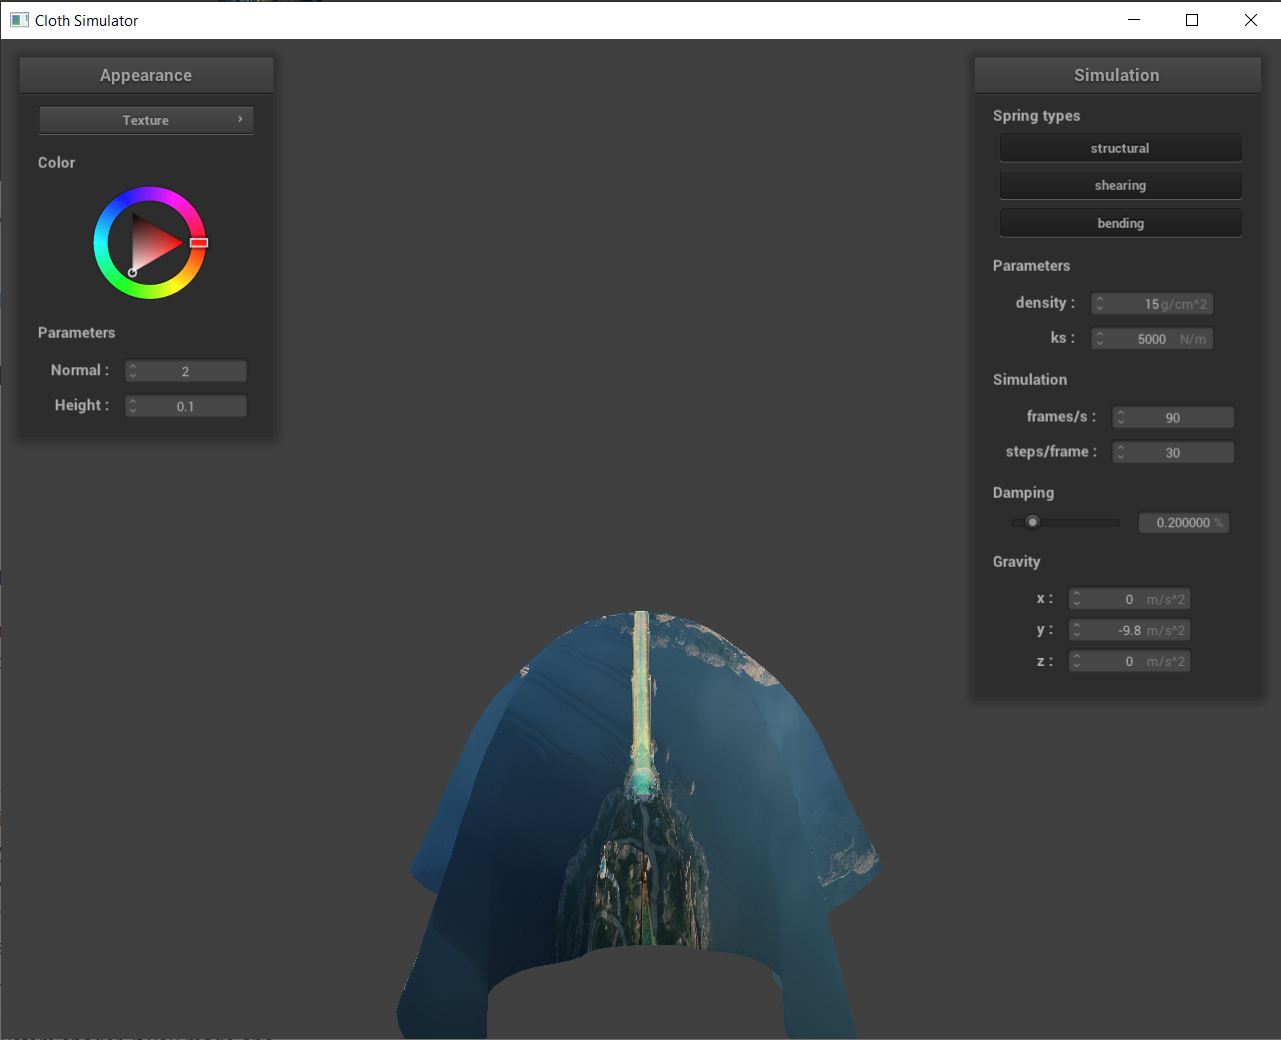 Cloth Simulator
Appearance
Texture
Color
Parameters
Normal : 2
Height : 0.1
Simulation
Spring types
structural
shearing
bending
Parameters
density : 15 g/cm^2
ks : 5000 N/m
Simulation
frames/s : 90
steps/frame : 30
Damping
0.200000 %
Gravity
x : 0 m/s^2
y : -9.8 m/s^2
z : 0 m/s^2